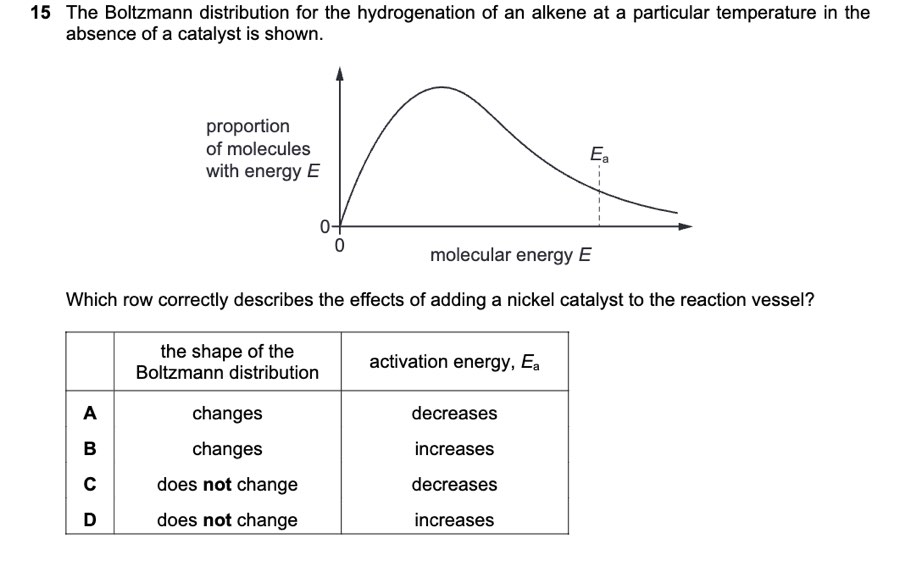 15 The Boltzmann distribution for the hydrogenation of an alkene at a particular temperature in the
absence of a catalyst is shown.
proportion
of molecules
with energy E
Ea
0
0
molecular energy E
Which row correctly describes the effects of adding a nickel catalyst to the reaction vessel?
the shape of the
Boltzmann distribution
activation energy, Ea
A changes decreases
B changes increases
C does not change decreases
D does not change increases